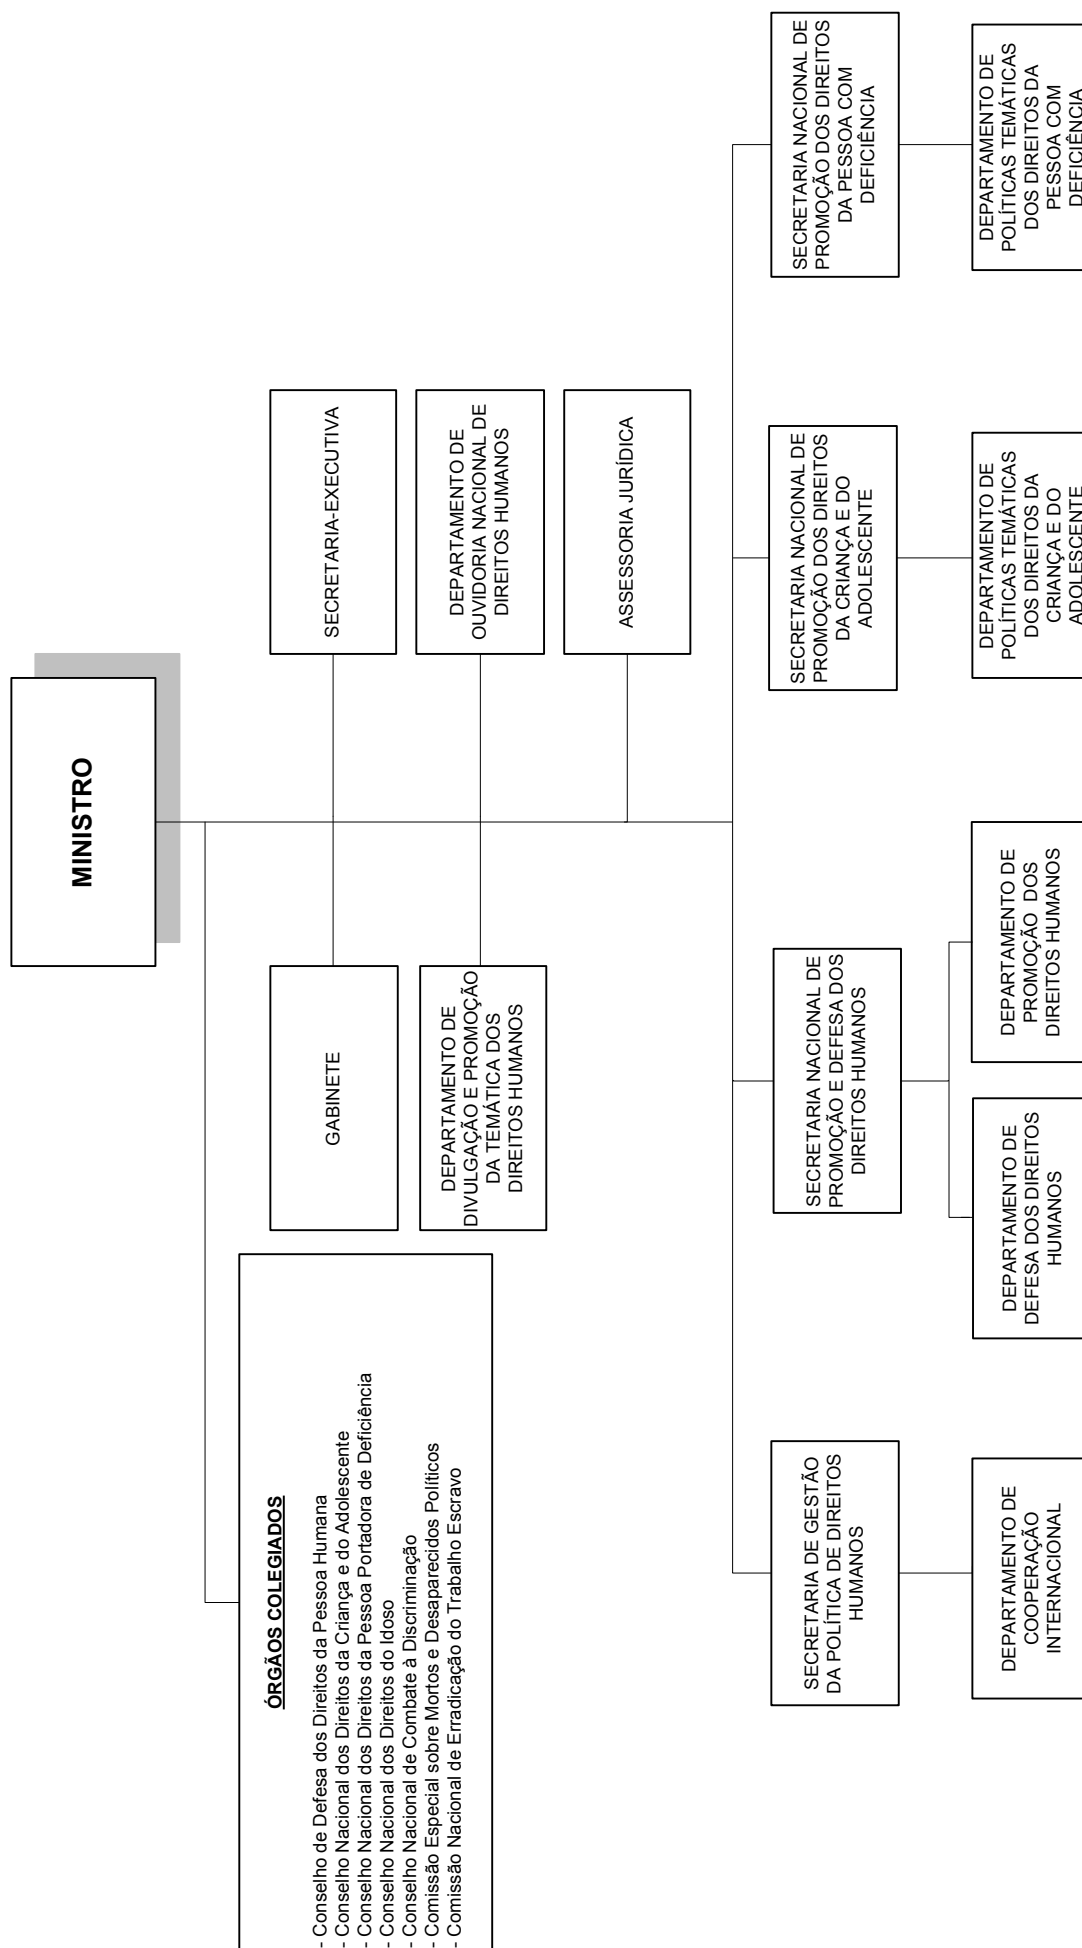 MINISTRO
ÓRGÃOS COLEGIADOS
- Conselho de Defesa dos Direitos da Pessoa Humana
- Conselho Nacional dos Direitos da Criança e do Adolescente
- Conselho Nacional dos Direitos da Pessoa Portadora de Deficiência
- Conselho Nacional dos Direitos do Idoso
- Conselho Nacional de Combate à Discriminação
- Comissão Especial sobre Mortos e Desaparecidos Políticos
- Comissão Nacional de Erradicação do Trabalho Escravo
GABINETE
SECRETARIA-EXECUTIVA
DEPARTAMENTO DE
DIVULGAÇÃO E PROMOÇÃO
DA TEMÁTICA DOS
DIREITOS HUMANOS
DEPARTAMENTO DE
OUVIDORIA NACIONAL DE
DIREITOS HUMANOS
ASSESSORIA JURÍDICA
SECRETARIA DE GESTÃO
DA POLÍTICA DE DIREITOS
HUMANOS
SECRETARIA NACIONAL DE
PROMOÇÃO E DEFESA DOS
DIREITOS HUMANOS
SECRETARIA NACIONAL DE
PROMOÇÃO DOS DIREITOS
DA CRIANÇA E DO
ADOLESCENTE
SECRETARIA NACIONAL DE
PROMOÇÃO DOS DIREITOS
DA PESSOA COM
DEFICIÊNCIA
DEPARTAMENTO DE
COOPERAÇÃO
INTERNACIONAL
DEPARTAMENTO DE
DEFESA DOS DIREITOS
HUMANOS
DEPARTAMENTO DE
PROMOÇÃO DOS
DIREITOS HUMANOS
DEPARTAMENTO DE
POLÍTICAS TEMÁTICAS
DOS DIREITOS DA
CRIANÇA E DO
ADOLESCENTE
DEPARTAMENTO DE
POLÍTICAS TEMÁTICAS
DOS DIREITOS DA
PESSOA COM
DEFICIÊNCIA